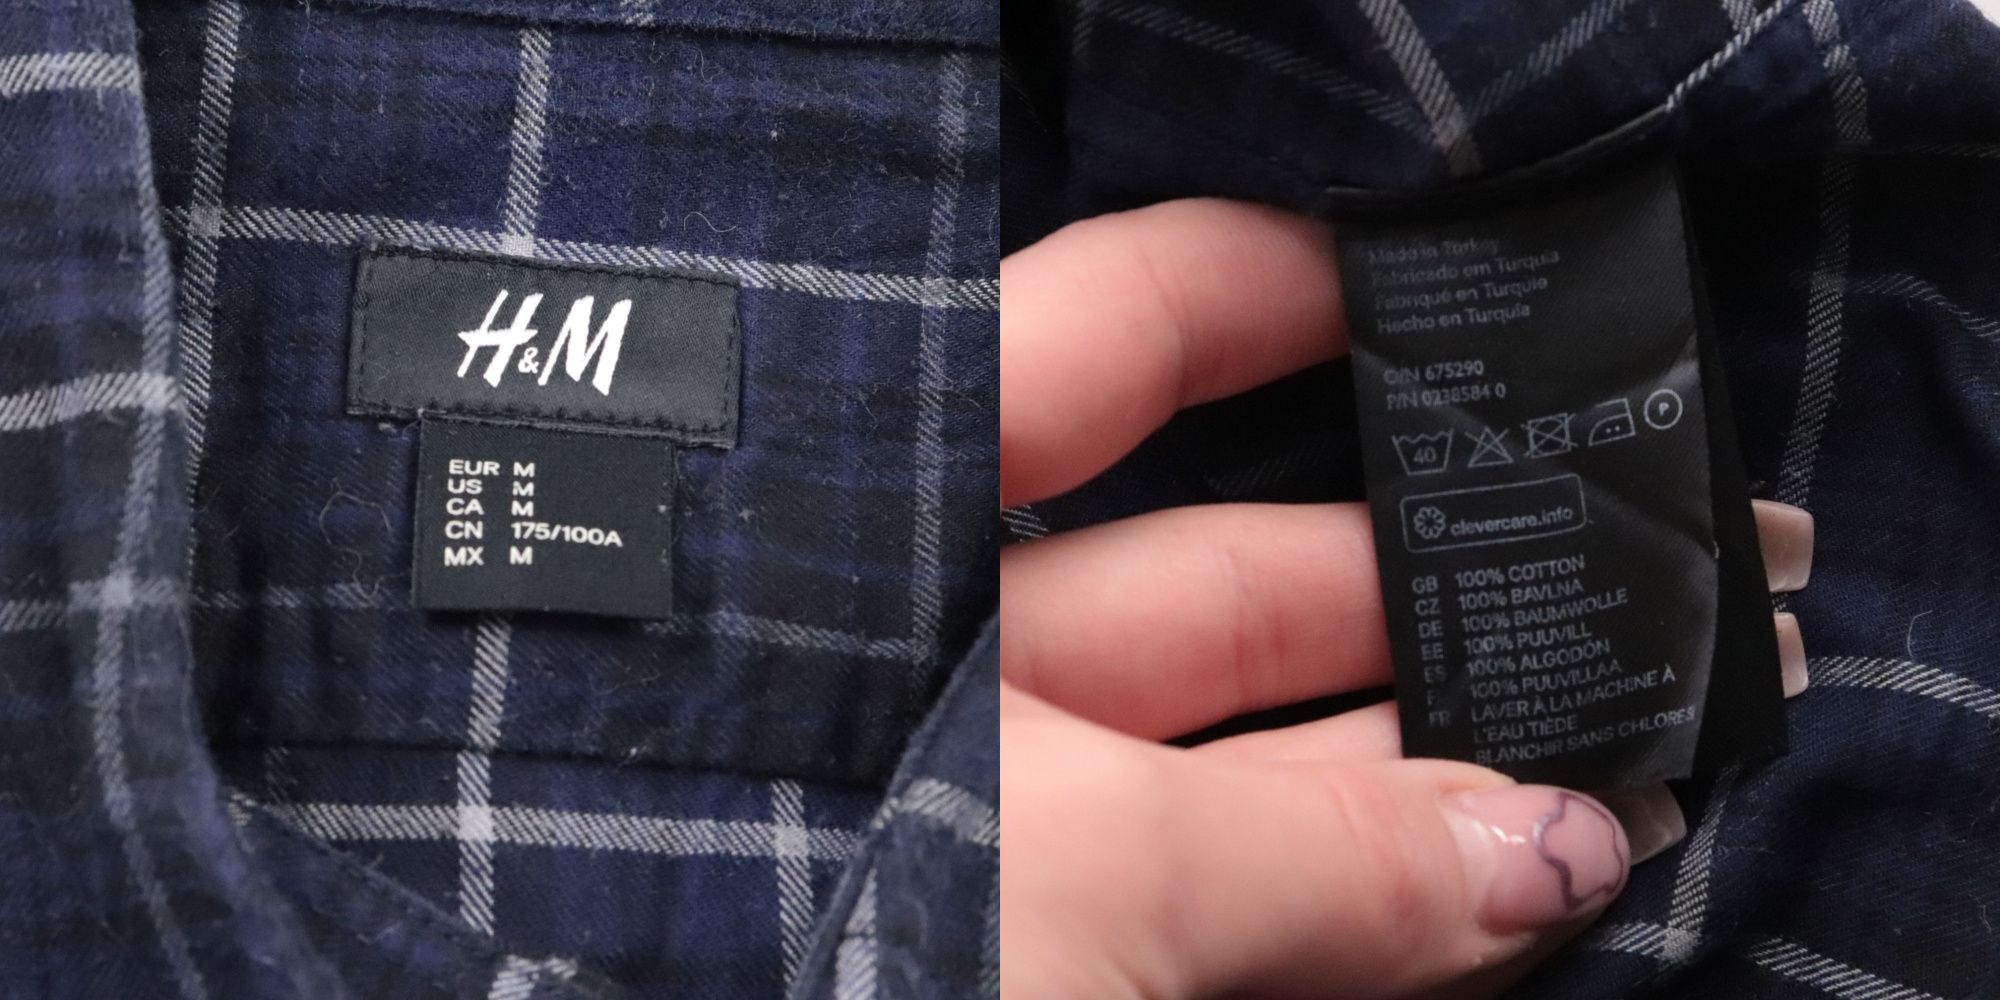 H&M
EUR M
US M
CA M
CN 175/100A
MX M
Made in Turkey
Fabricado em Turquia
Fabriqué en Turquie
Hecho en Turquía
O/N 675290
P/N 0238584 0
40
P
clevercare.info
GB 100% COTTON
CZ 100% BAVLNA
DE 100% BAUMWOLLE
EE 100% PUUVILL
ES 100% ALGODÓN
100% PUUVILLAA
FR LAVER À LA MACHINE À
L'EAU TIÈDE
BLANCHIR SANS CHLORE SI